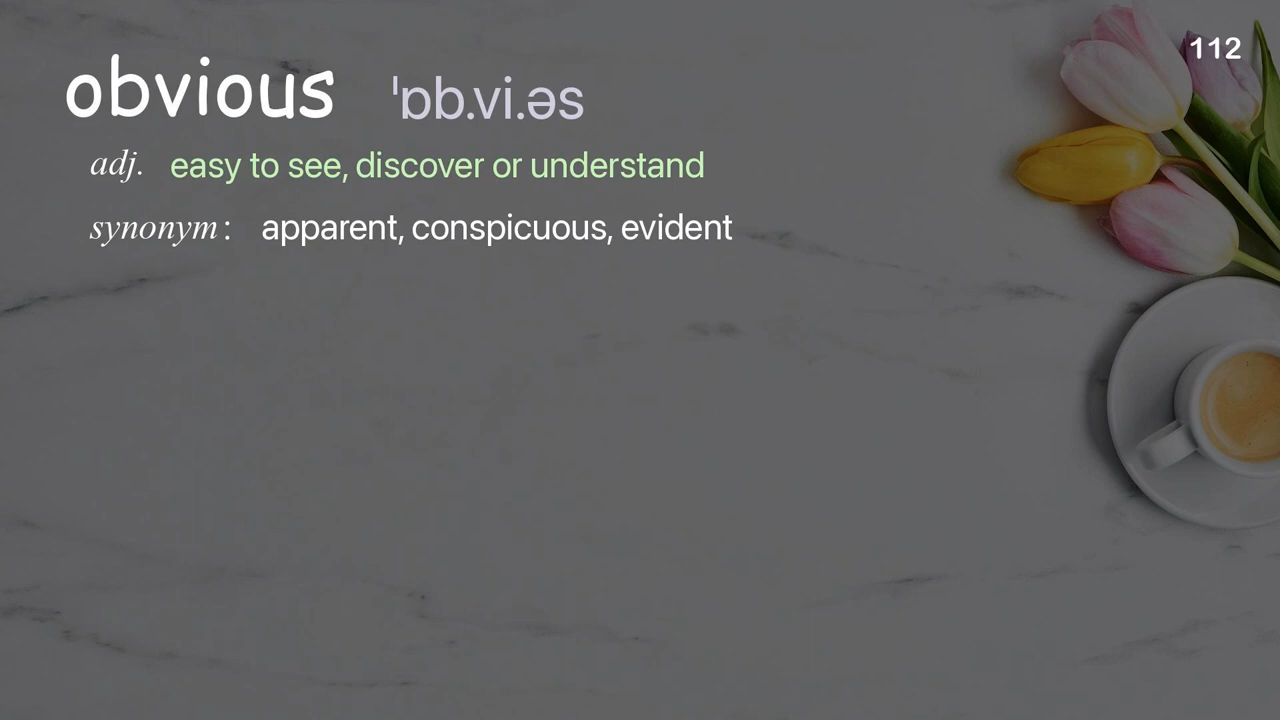 112
obvious ˈɒb.vi.əs
adj. easy to see, discover or understand
synonym: apparent, conspicuous, evident